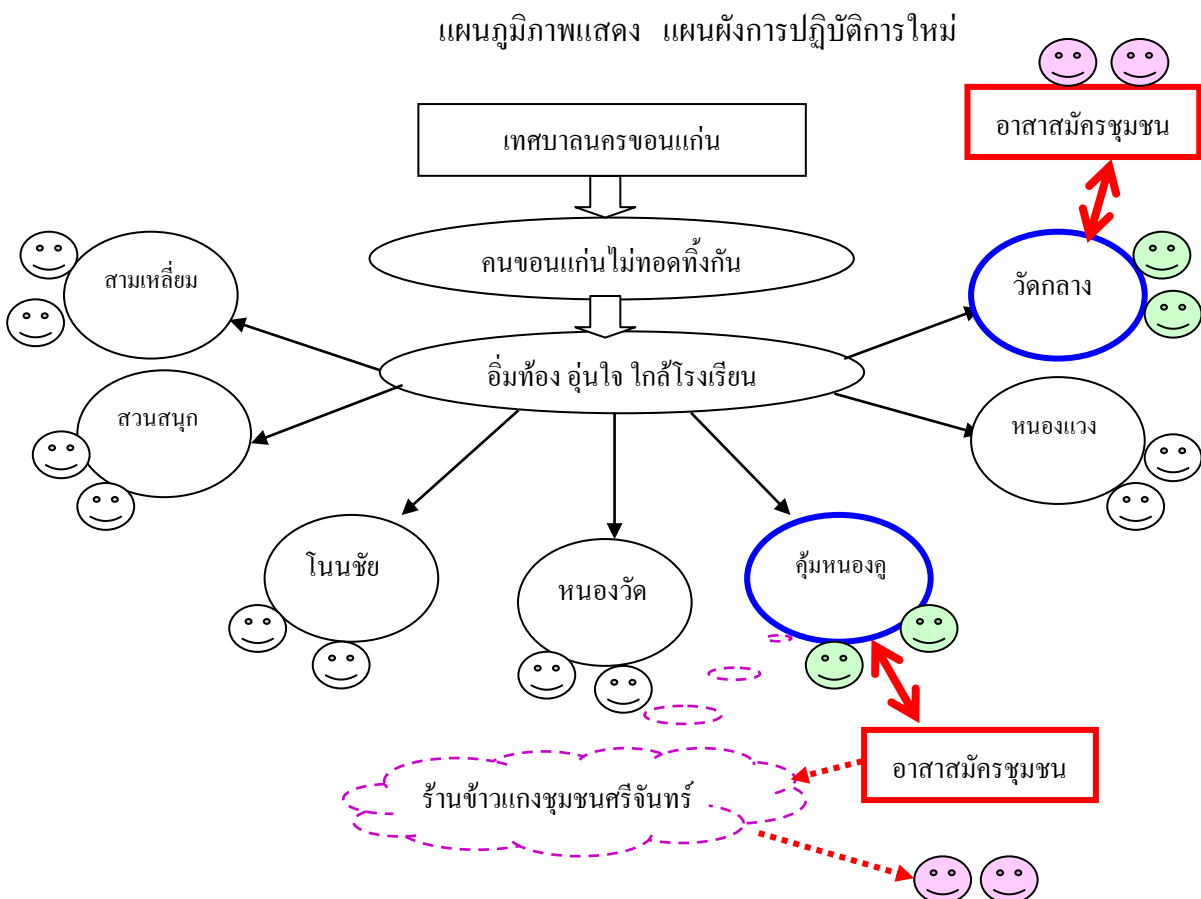 แผนภูมิภาพแสดง แผนผังการปฏิบัติการใหม่
อาสาสมัครชุมชน
เทศบาลนครขอนแก่น
คนขอนแก่นไม่ทอดทิ้งกัน
สามเหลี่ยม
วัดกลาง
อิ่มท้อง อุ่นใจ ใกล้โรงเรียน
สวนสนุก
หนองแวง
โนนชัย
หนองวัด
คุ้มหนองคู
อาสาสมัครชุมชน
ร้านข้าวแกงชุมชนศรีจันทร์